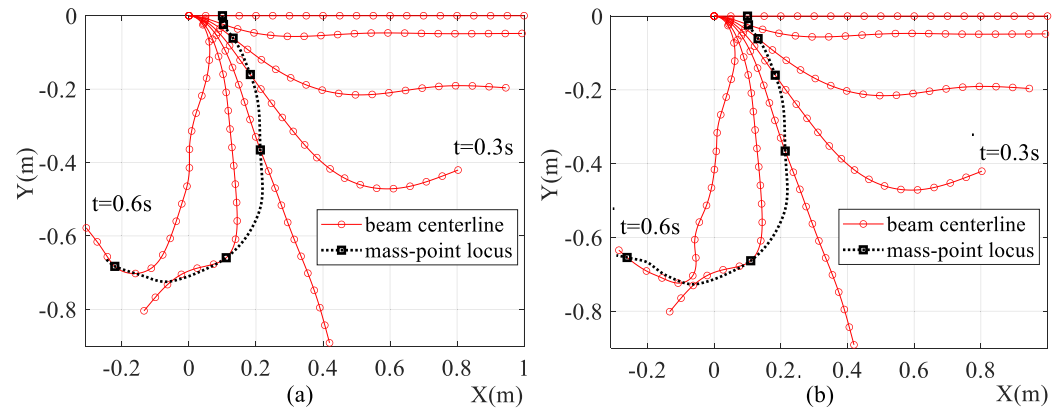 0
-0.2
-0.4
-0.6
-0.8
Y(m)
t=0.3s
t=0.6s
beam centerline
mass-point locus
-0.2
0
0.2
0.4
0.6
0.8
1
X(m)
(a)
0
-0.2
-0.4
-0.6
-0.8
Y(m)
t=0.3s
t=0.6s
beam centerline
mass-point locus
-0.2
0
0.2
0.4
0.6
0.8
1
X(m)
(b)